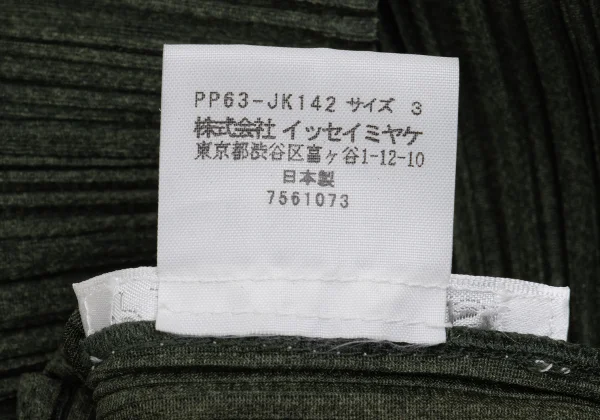 PP63-JK142 サイズ 3
株式会社 イッセイミヤケ
東京都渋谷区富ヶ谷1-12-10
日本製
7561073